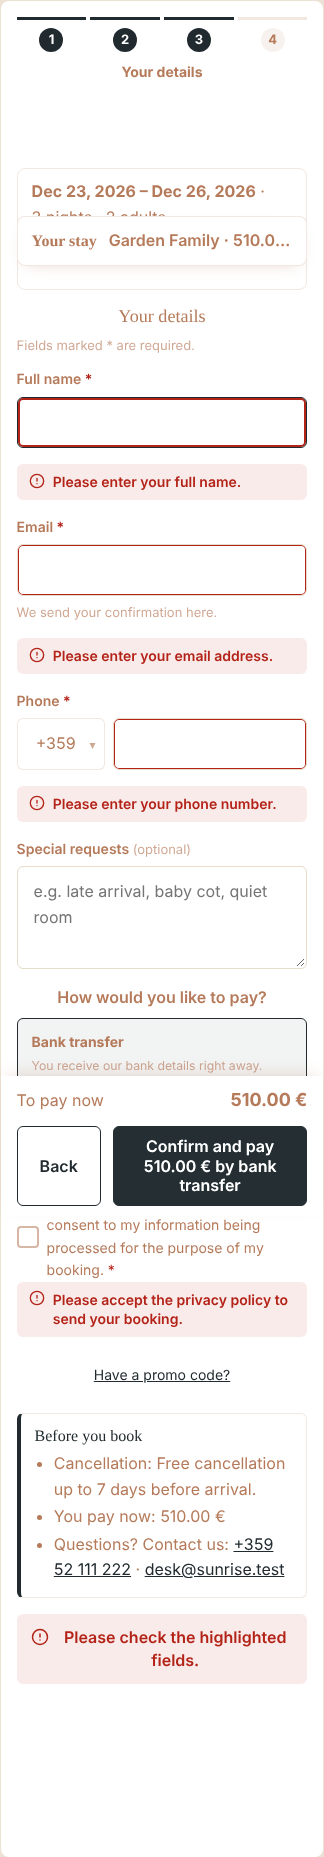 1 2 3 4
Your details
Dec 23, 2026 – Dec 26, 2026 ·
Your stay Garden Family · 510.0...
Your details
Fields marked * are required.
Full name *
Please enter your full name.
Email *
We send your confirmation here.
Please enter your email address.
Phone *
+359
Please enter your phone number.
Special requests (optional)
e.g. late arrival, baby cot, quiet
room
How would you like to pay?
Bank transfer
You receive our bank details right away.
To pay now 510.00 €
Back
Confirm and pay
510.00 € by bank
transfer
consent to my information being
processed for the purpose of my
booking. *
Please accept the privacy policy to
send your booking.
Have a promo code?
Before you book
• Cancellation: Free cancellation
up to 7 days before arrival.
• You pay now: 510.00 €
• Questions? Contact us: +359
52 111 222 · desk@sunrise.test
Please check the highlighted
fields.